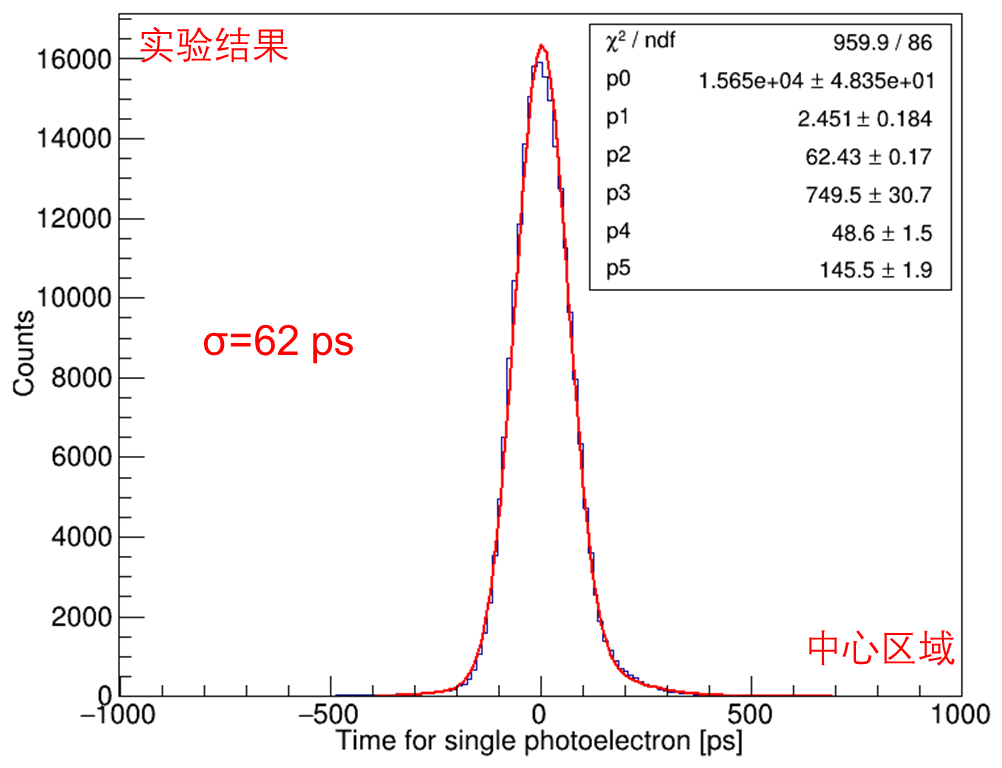 实验结果
χ² / ndf 959.9 / 86
p0 1.565e+04 ± 4.835e+01
p1 2.451 ± 0.184
p2 62.43 ± 0.17
p3 749.5 ± 30.7
p4 48.6 ± 1.5
p5 145.5 ± 1.9
16000
14000
12000
10000
8000
6000
4000
2000
0
Counts
σ=62 ps
中心区域
−1000 −500 0 500 1000
Time for single photoelectron [ps]